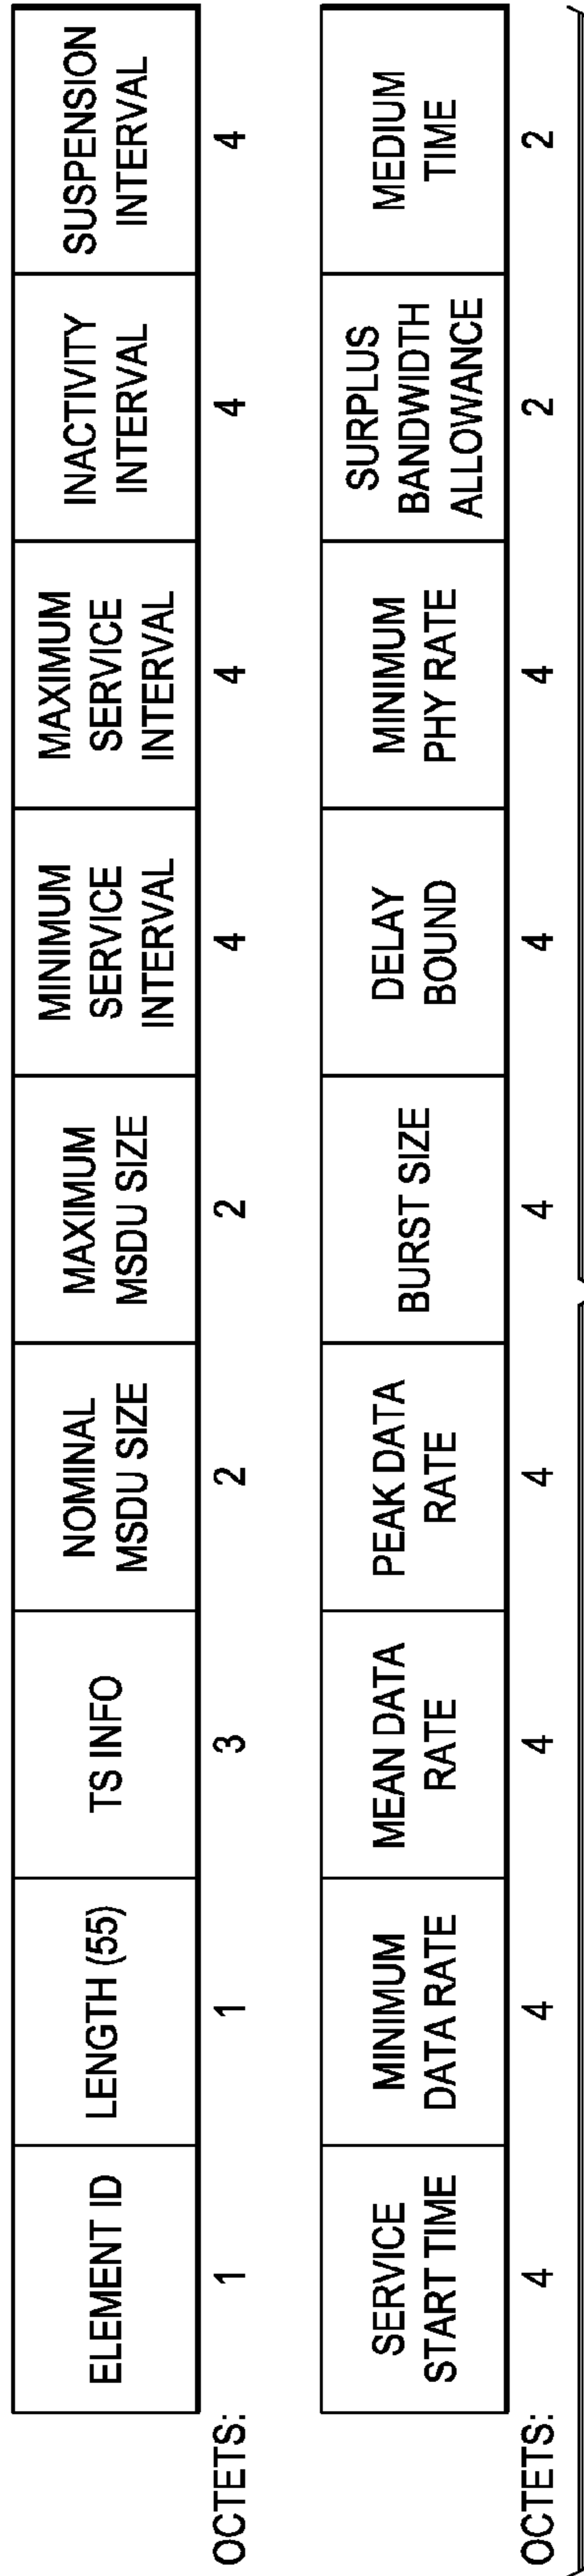 ELEMENT ID
LENGTH (55)
TS INFO
NOMINAL
MSDU SIZE
MAXIMUM
MSDU SIZE
MINIMUM
SERVICE
INTERVAL
MAXIMUM
SERVICE
INTERVAL
INACTIVITY
INTERVAL
SUSPENSION
INTERVAL
OCTETS: 1 1 3 2 2 4 4 4 4
SERVICE
START TIME
MINIMUM
DATA RATE
MEAN DATA
RATE
PEAK DATA
RATE
BURST SIZE
DELAY
BOUND
MINIMUM
PHY RATE
SURPLUS
BANDWIDTH
ALLOWANCE
MEDIUM
TIME
OCTETS: 4 4 4 4 4 4 4 2 2